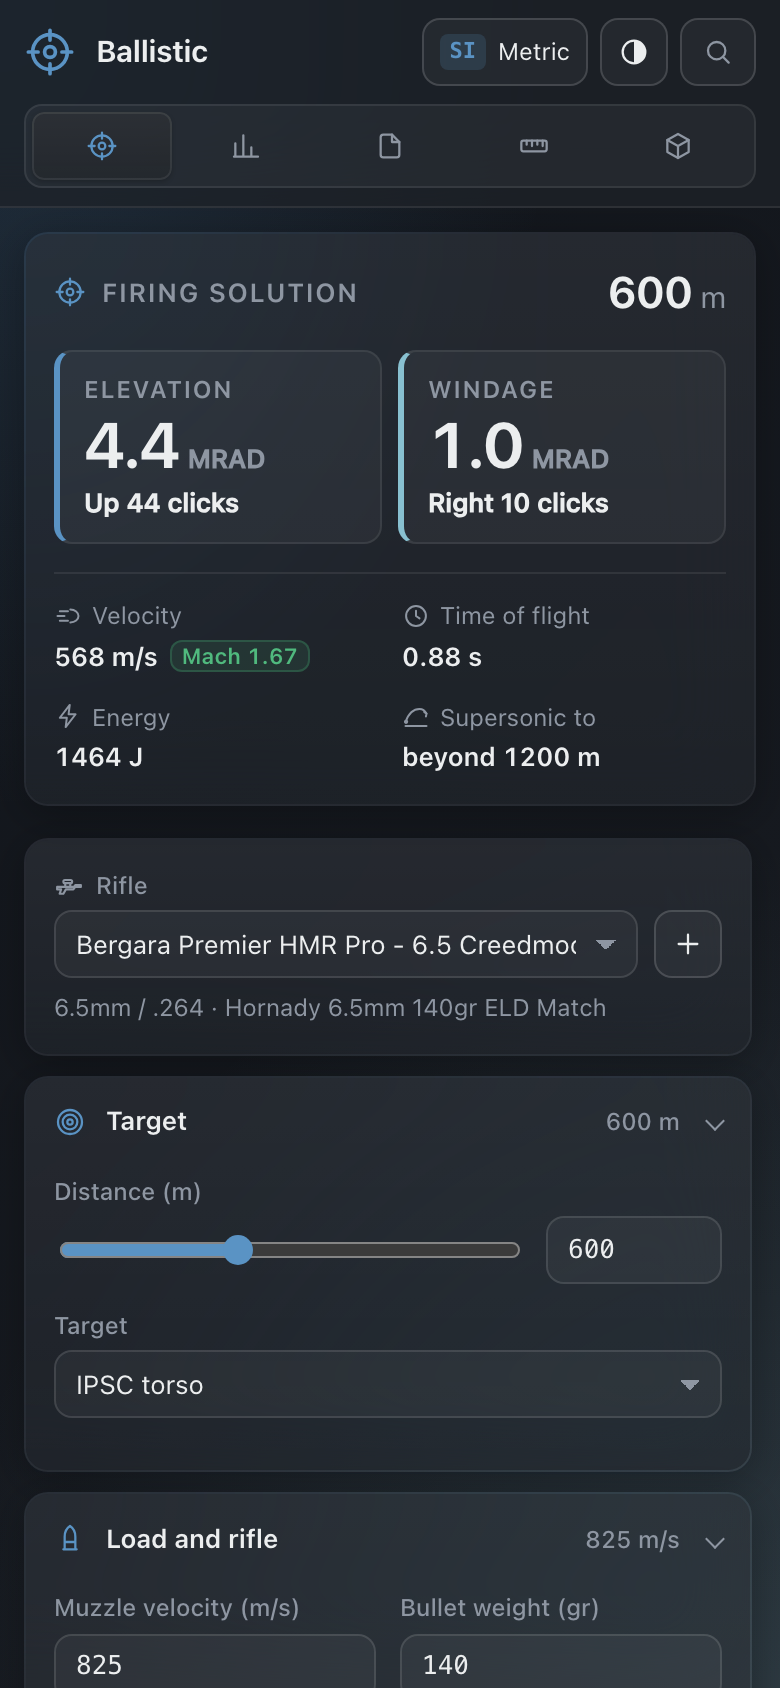 Ballistic
SI Metric
FIRING SOLUTION
600 m
ELEVATION
4.4 MRAD
Up 44 clicks
WINDAGE
1.0 MRAD
Right 10 clicks
Velocity
568 m/s Mach 1.67
Time of flight
0.88 s
Energy
1464 J
Supersonic to
beyond 1200 m
Rifle
Bergara Premier HMR Pro - 6.5 Creedmoo
6.5mm / .264 · Hornady 6.5mm 140gr ELD Match
Target
600 m
Distance (m)
600
Target
IPSC torso
Load and rifle
825 m/s
Muzzle velocity (m/s)
825
Bullet weight (gr)
140